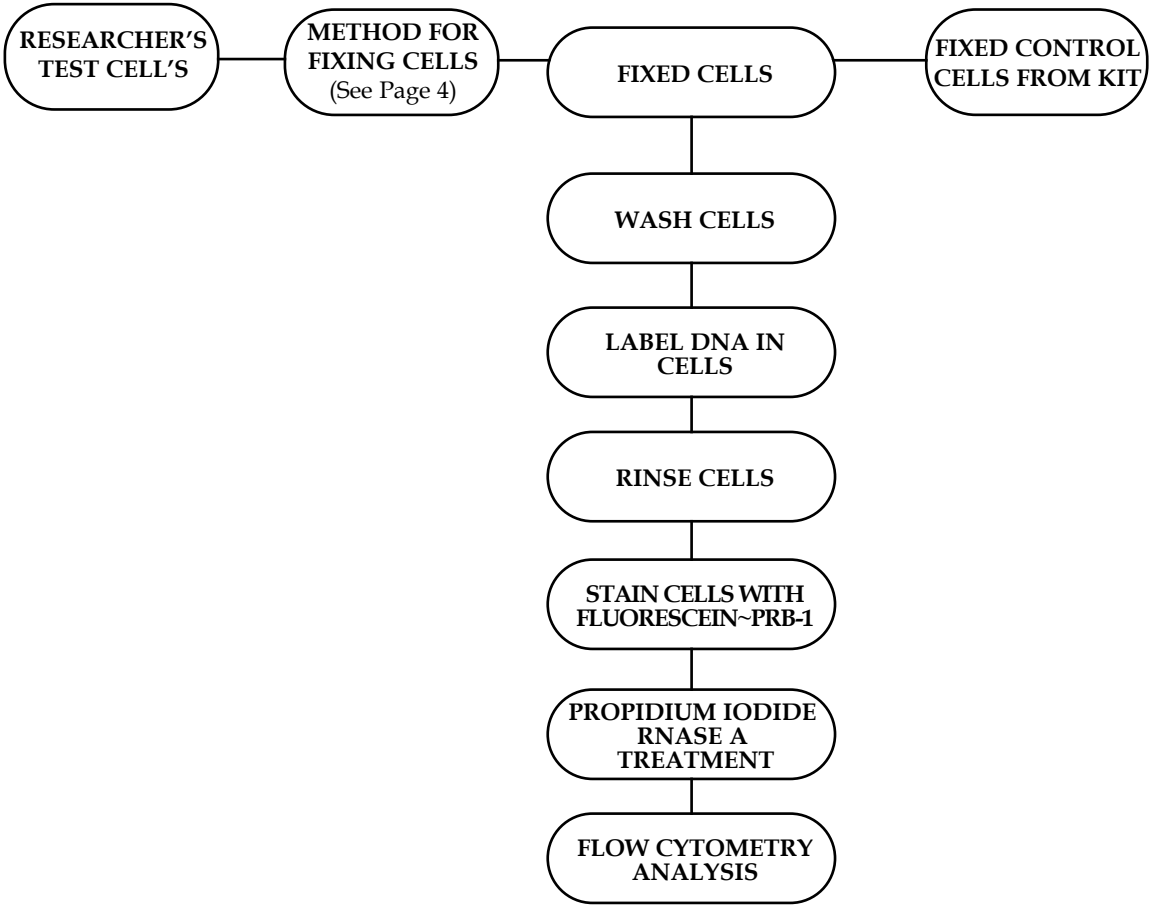 RESEARCHER'S
TEST CELL'S
METHOD FOR
FIXING CELLS
(See Page 4)
FIXED CELLS
FIXED CONTROL
CELLS FROM KIT
WASH CELLS
LABEL DNA IN
CELLS
RINSE CELLS
STAIN CELLS WITH
FLUORESCEIN~PRB-1
PROPIDIUM IODIDE
RNASE A
TREATMENT
FLOW CYTOMETRY
ANALYSIS